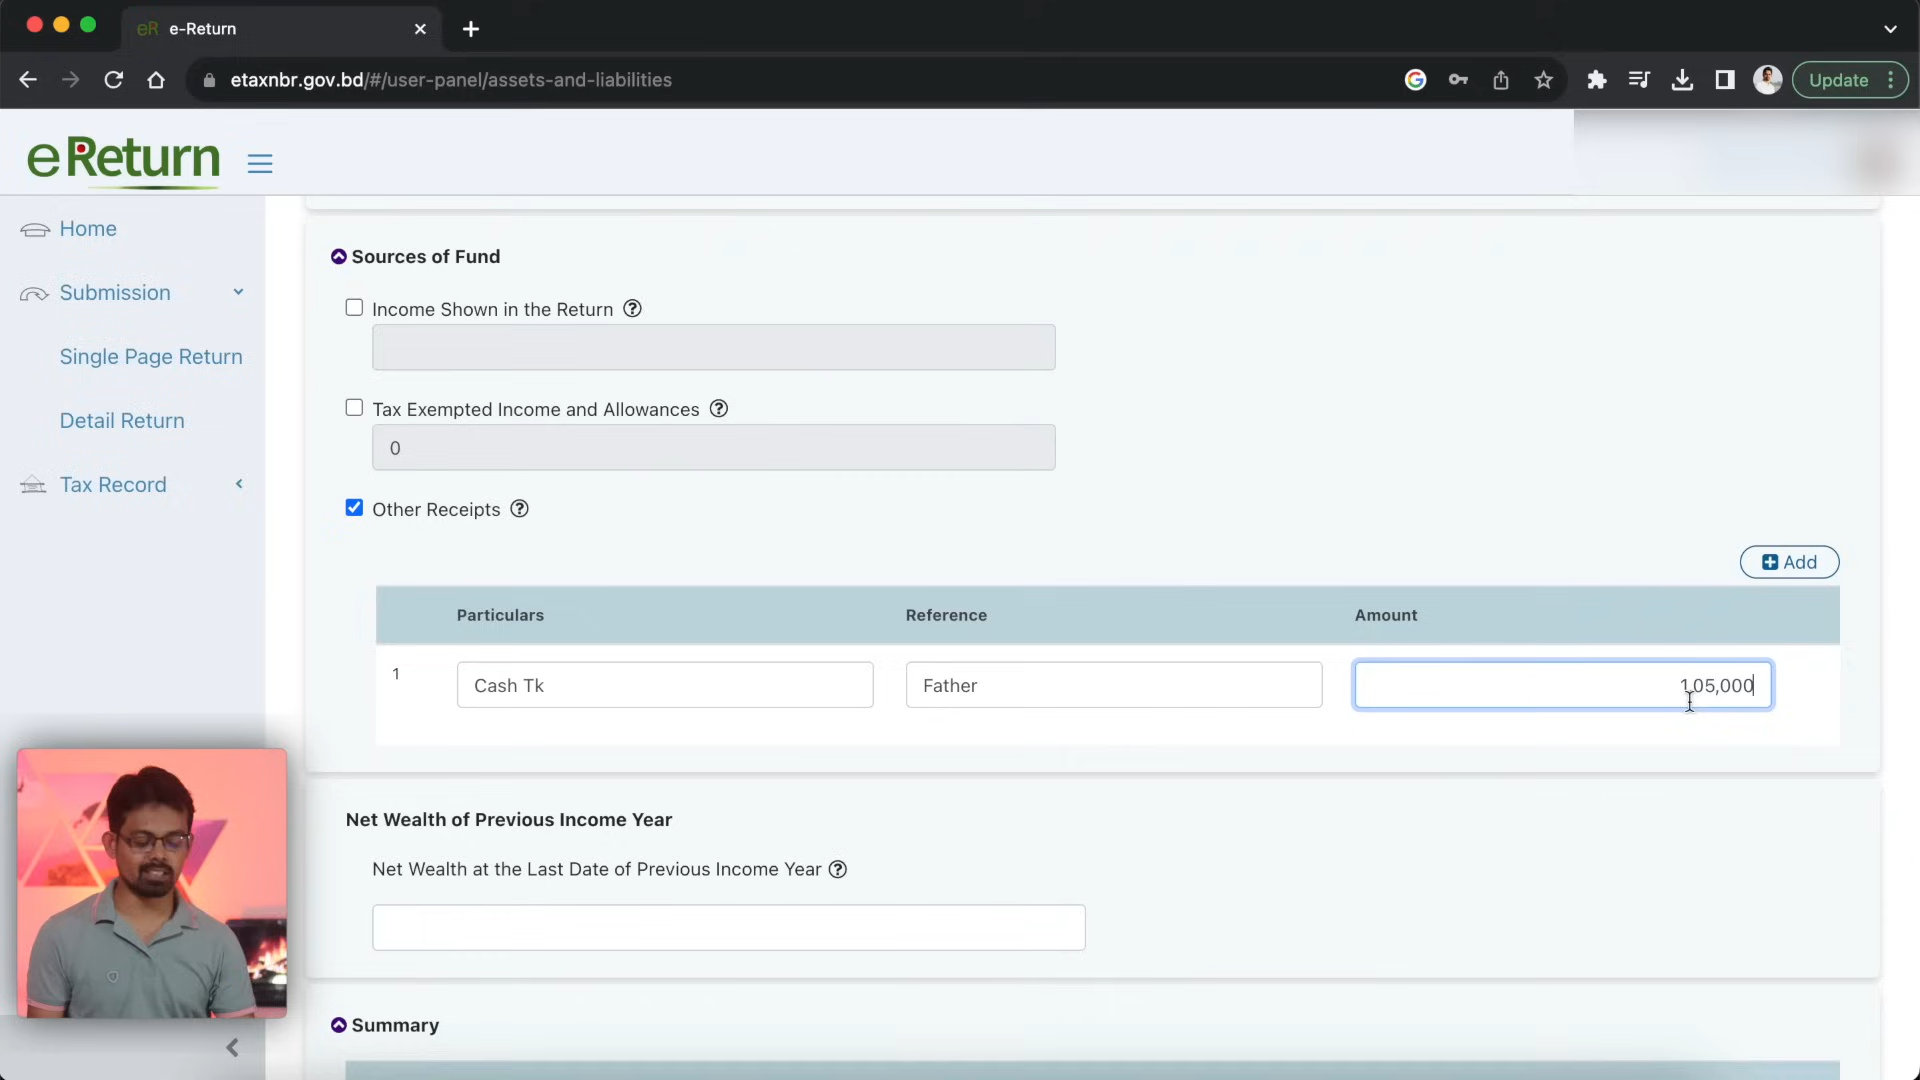 eR e-Return
etaxnbr.gov.bd/#/user-panel/assets-and-liabilities
Update
eReturn
Home
Submission
Single Page Return
Detail Return
Tax Record
Sources of Fund
Income Shown in the Return
Tax Exempted Income and Allowances
0
Other Receipts
Add
Particulars Reference Amount
1 Cash Tk Father 1,05,000
Net Wealth of Previous Income Year
Net Wealth at the Last Date of Previous Income Year
Summary